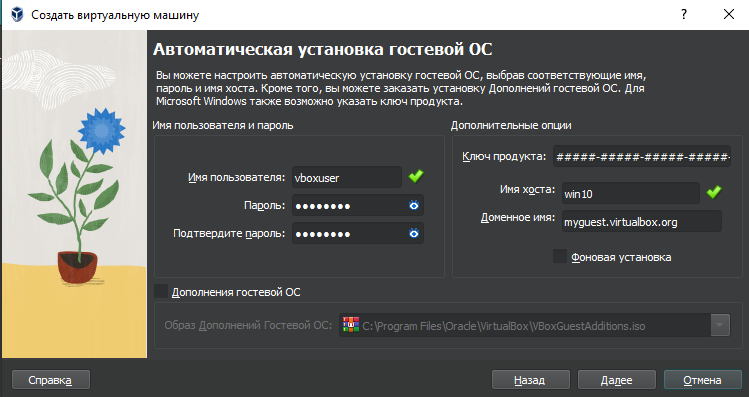 Создать виртуальную машину
? ×
Автоматическая установка гостевой ОС
Вы можете настроить автоматическую установку гостевой ОС, выбрав соответствующие имя,
пароль и имя хоста. Кроме того, вы можете заказать установку Дополнений гостевой ОС. Для
Microsoft Windows также возможно указать ключ продукта.
Имя пользователя и пароль
Имя пользователя: vboxuser
Пароль: ●●●●●●●●
Подтвердите пароль: ●●●●●●●●
Дополнительные опции
Ключ продукта: #####-#####-#####-#####-
Имя хоста: win10
Доменное имя: myguest.virtualbox.org
Фоновая установка
Дополнения гостевой ОС
Образ Дополнений Гостевой ОС: C:\Program Files\Oracle\VirtualBox\VBoxGuestAdditions.iso
Справка Назад Далее Отмена